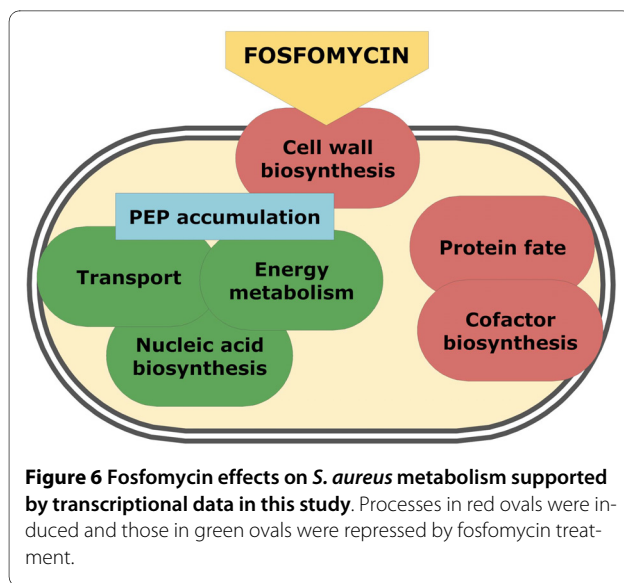 FOSFOMYCIN
Cell wall
biosynthesis
PEP accumulation
Transport
Energy
metabolism
Nucleic acid
biosynthesis
Protein fate
Cofactor
biosynthesis
Figure 6 Fosfomycin effects on S. aureus metabolism supported
by transcriptional data in this study. Processes in red ovals were in-
duced and those in green ovals were repressed by fosfomycin treat-
ment.